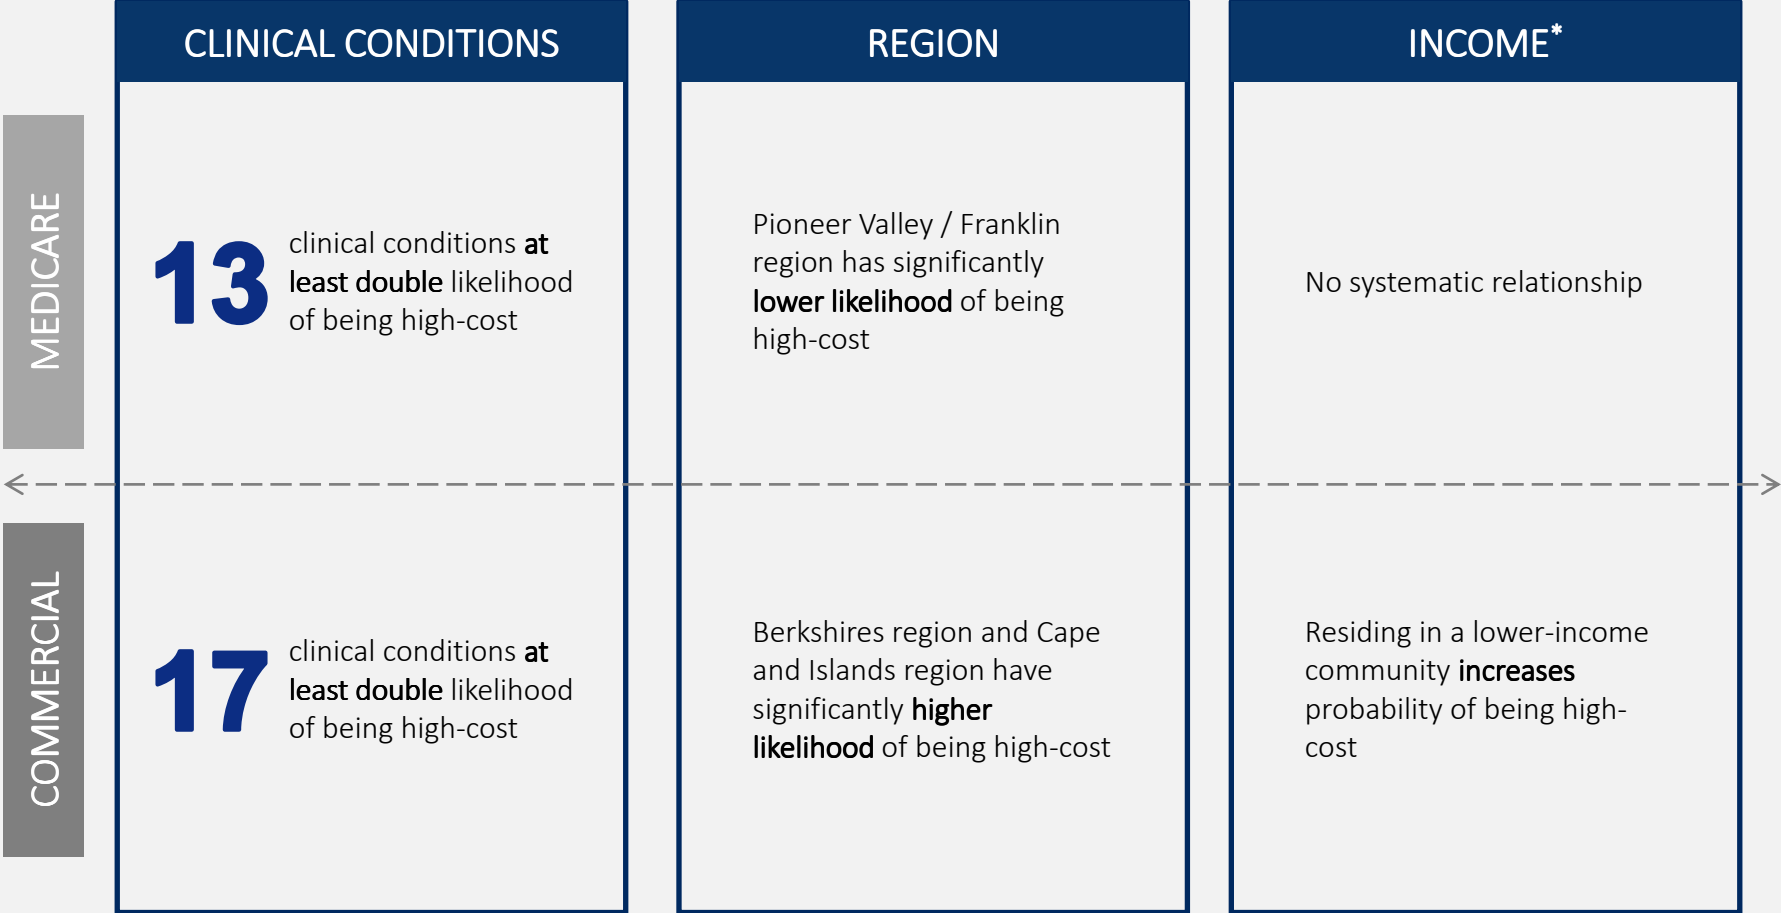 CLINICAL CONDITIONS
REGION
INCOME*
MEDICARE
13
clinical conditions at
least double likelihood
of being high-cost
Pioneer Valley / Franklin
region has significantly
lower likelihood of being
high-cost
No systematic relationship
COMMERCIAL
17
clinical conditions at
least double likelihood
of being high-cost
Berkshires region and Cape
and Islands region have
significantly higher
likelihood of being high-cost
Residing in a lower-income
community increases
probability of being high-
cost